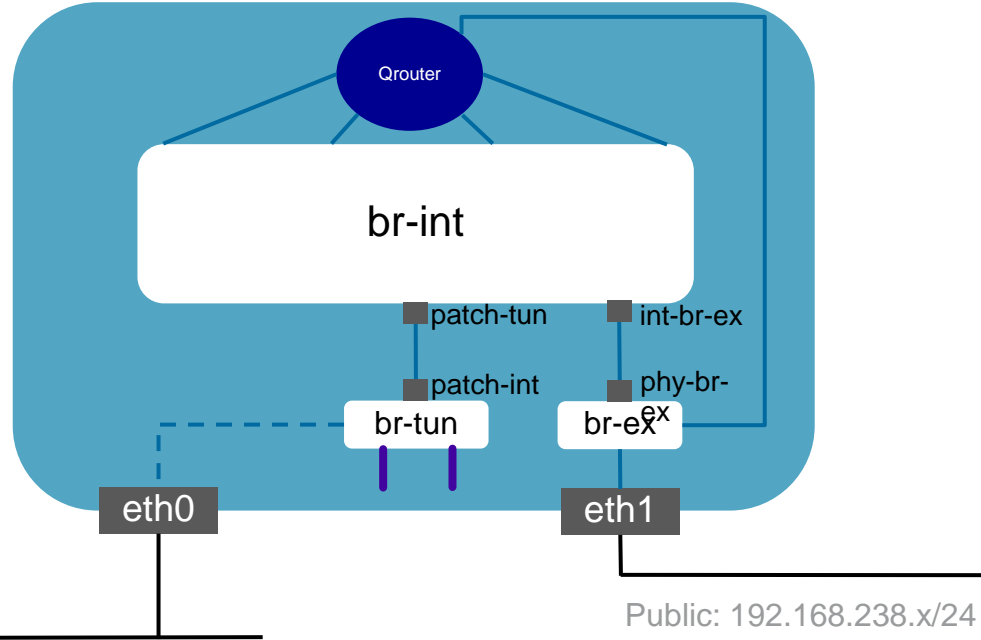 Qrouter
br-int
patch-tun
int-br-ex
patch-int
phy-br-
ex
br-tun
br-ex
eth0
eth1
Public: 192.168.238.x/24